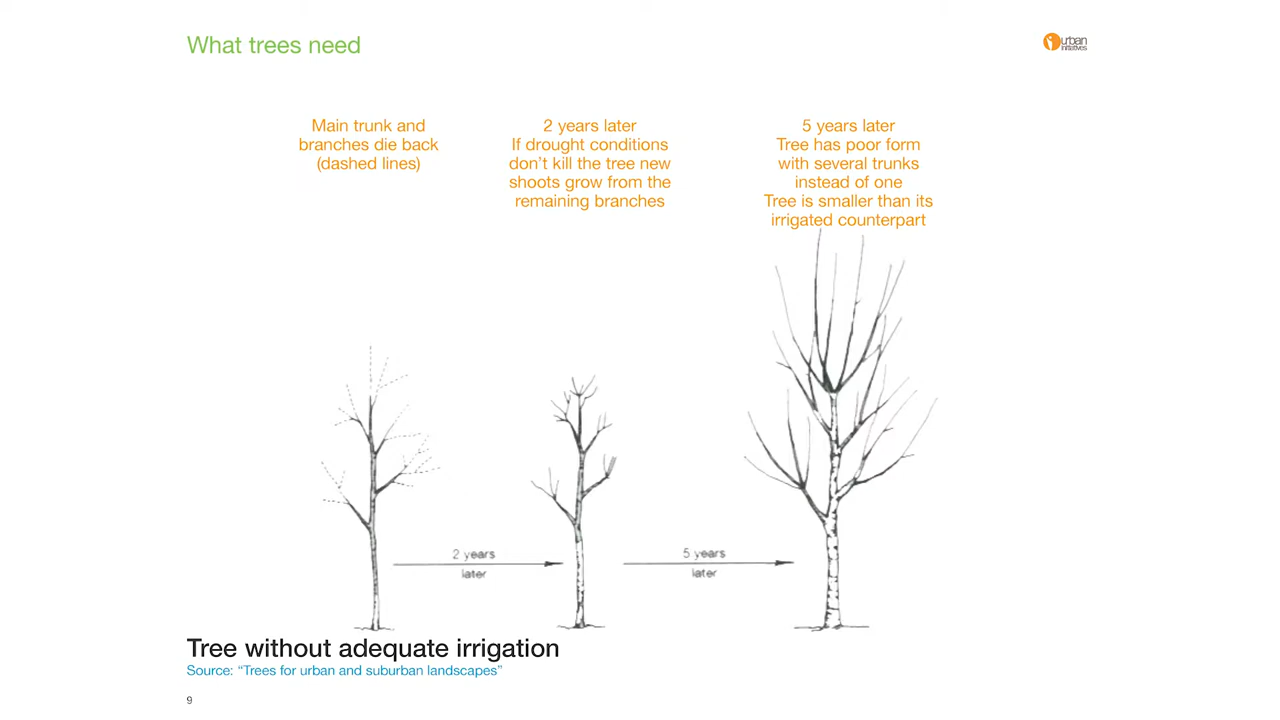 What trees need
urban
initiatives
Main trunk and
branches die back
(dashed lines)
2 years later
If drought conditions
don’t kill the tree new
shoots grow from the
remaining branches
5 years later
Tree has poor form
with several trunks
instead of one
Tree is smaller than its
irrigated counterpart
2 years
later
5 years
later
Tree without adequate irrigation
Source: “Trees for urban and suburban landscapes”
9